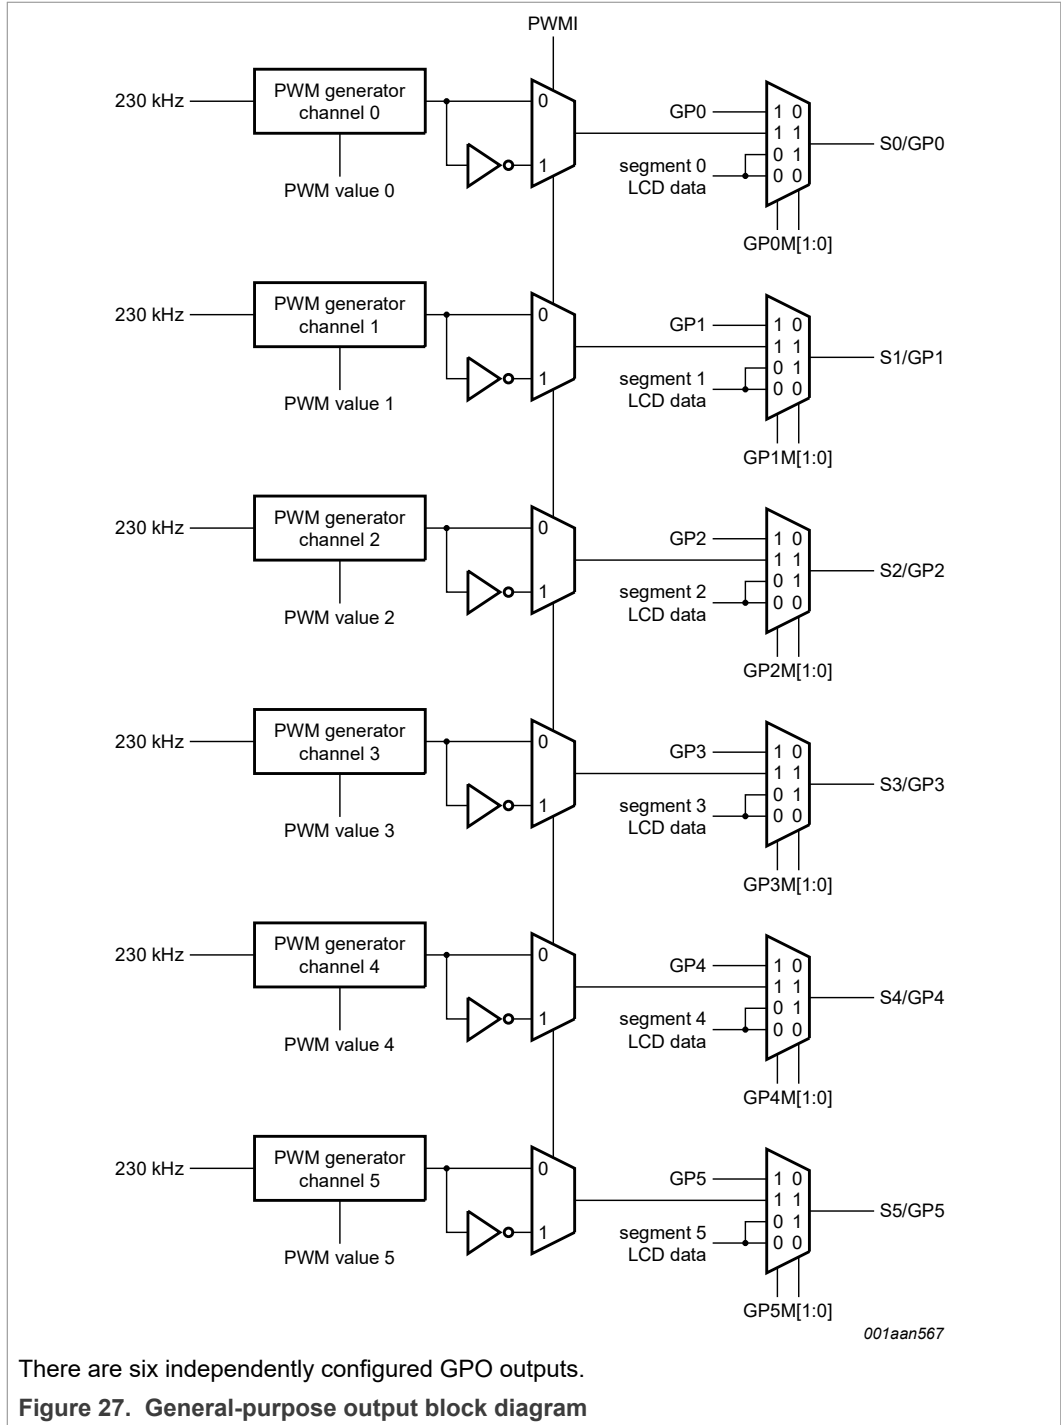 PWMI
230 kHz
PWM generator
channel 0
PWM value 0
0
1
GP0
segment 0
LCD data
1 0
1 1
0 1
0 0
S0/GP0
GP0M[1:0]
230 kHz
PWM generator
channel 1
PWM value 1
0
1
GP1
segment 1
LCD data
1 0
1 1
0 1
0 0
S1/GP1
GP1M[1:0]
230 kHz
PWM generator
channel 2
PWM value 2
0
1
GP2
segment 2
LCD data
1 0
1 1
0 1
0 0
S2/GP2
GP2M[1:0]
230 kHz
PWM generator
channel 3
PWM value 3
0
1
GP3
segment 3
LCD data
1 0
1 1
0 1
0 0
S3/GP3
GP3M[1:0]
230 kHz
PWM generator
channel 4
PWM value 4
0
1
GP4
segment 4
LCD data
1 0
1 1
0 1
0 0
S4/GP4
GP4M[1:0]
230 kHz
PWM generator
channel 5
PWM value 5
0
1
GP5
segment 5
LCD data
1 0
1 1
0 1
0 0
S5/GP5
GP5M[1:0]
001aan567
There are six independently configured GPO outputs.
Figure 27. General-purpose output block diagram